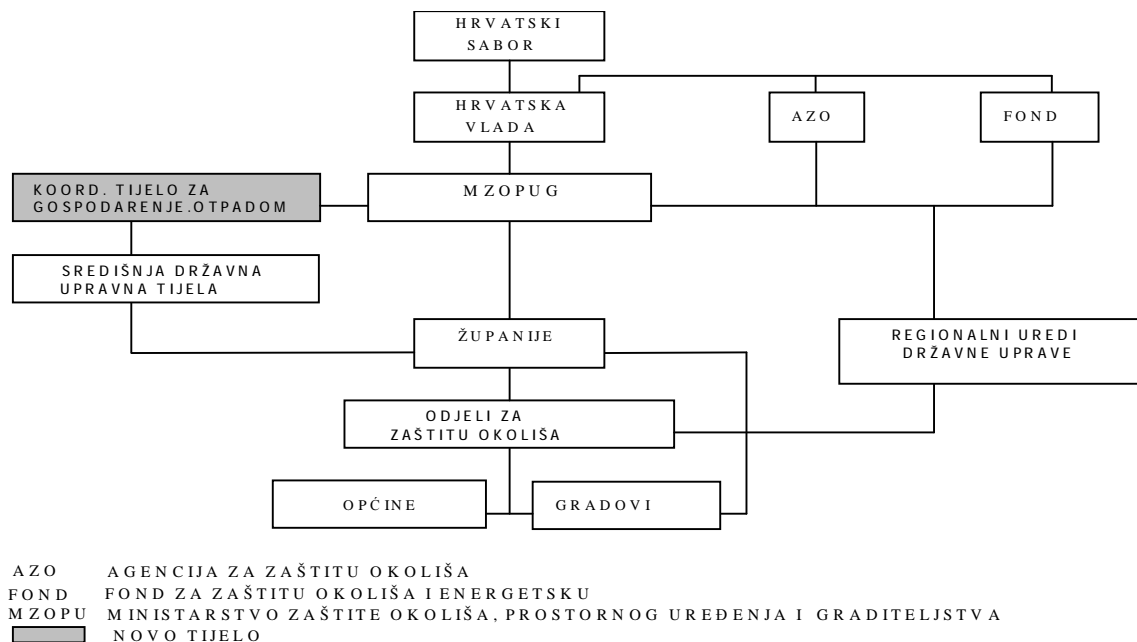 HRVATSKI
SABOR
HRVATSKA
VLADA
AZO
FOND
KOORD. TIJELO ZA
GOSPODARENJE.OTPADOM
MZOPUG
SREDIŠNJA DRŽAVNA
UPRAVNA TIJELA
ŽUPANIJE
REGIONALNI UREDI
DRŽAVNE UPRAVE
ODJELI ZA
ZAŠTITU OKOLIŠA
OPĆINE
GRADOVI
AZO AGENCIJA ZA ZAŠTITU OKOLIŠA
FOND FOND ZA ZAŠTITU OKOLIŠA I ENERGETSKU
MZOPU MINISTARSTVO ZAŠTITE OKOLIŠA, PROSTORNOG UREĐENJA I GRADITELJSTVA
NOVO TIJELO